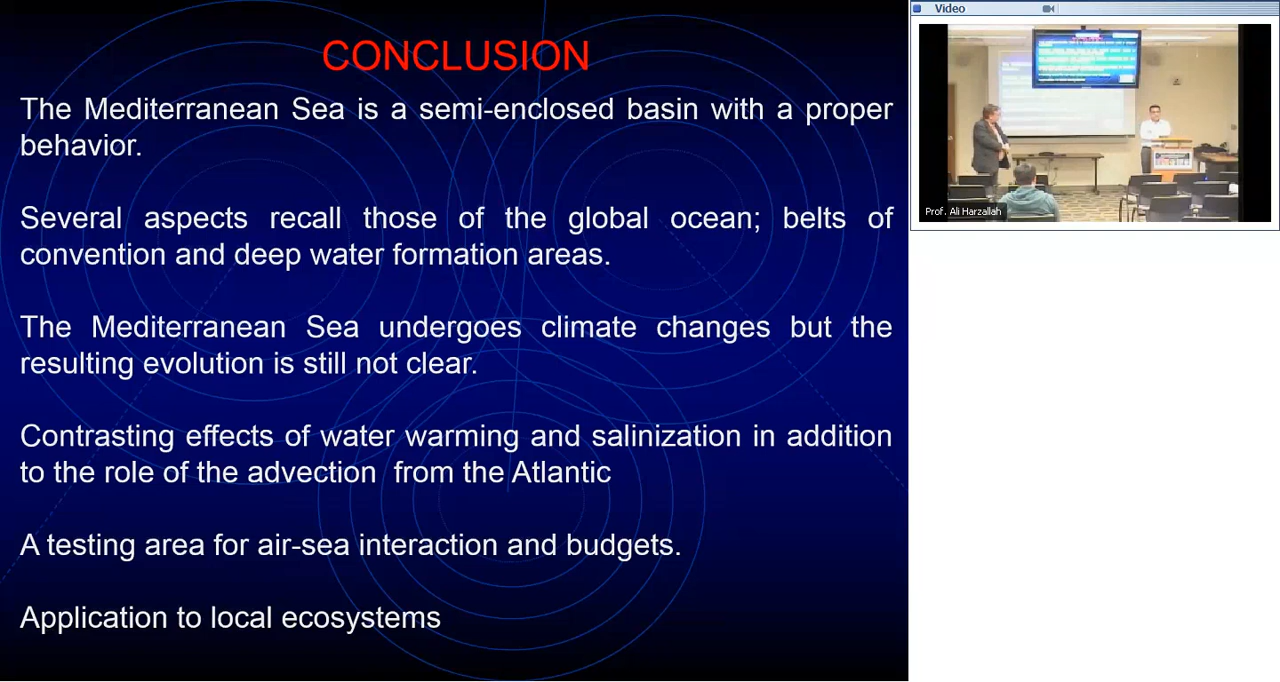 CONCLUSION
The Mediterranean Sea is a semi-enclosed basin with a proper
behavior.
Several aspects recall those of the global ocean; belts of
convention and deep water formation areas.
The Mediterranean Sea undergoes climate changes but the
resulting evolution is still not clear.
Contrasting effects of water warming and salinization in addition
to the role of the advection from the Atlantic
A testing area for air-sea interaction and budgets.
Application to local ecosystems
Video
Prof. Ali Harzallah